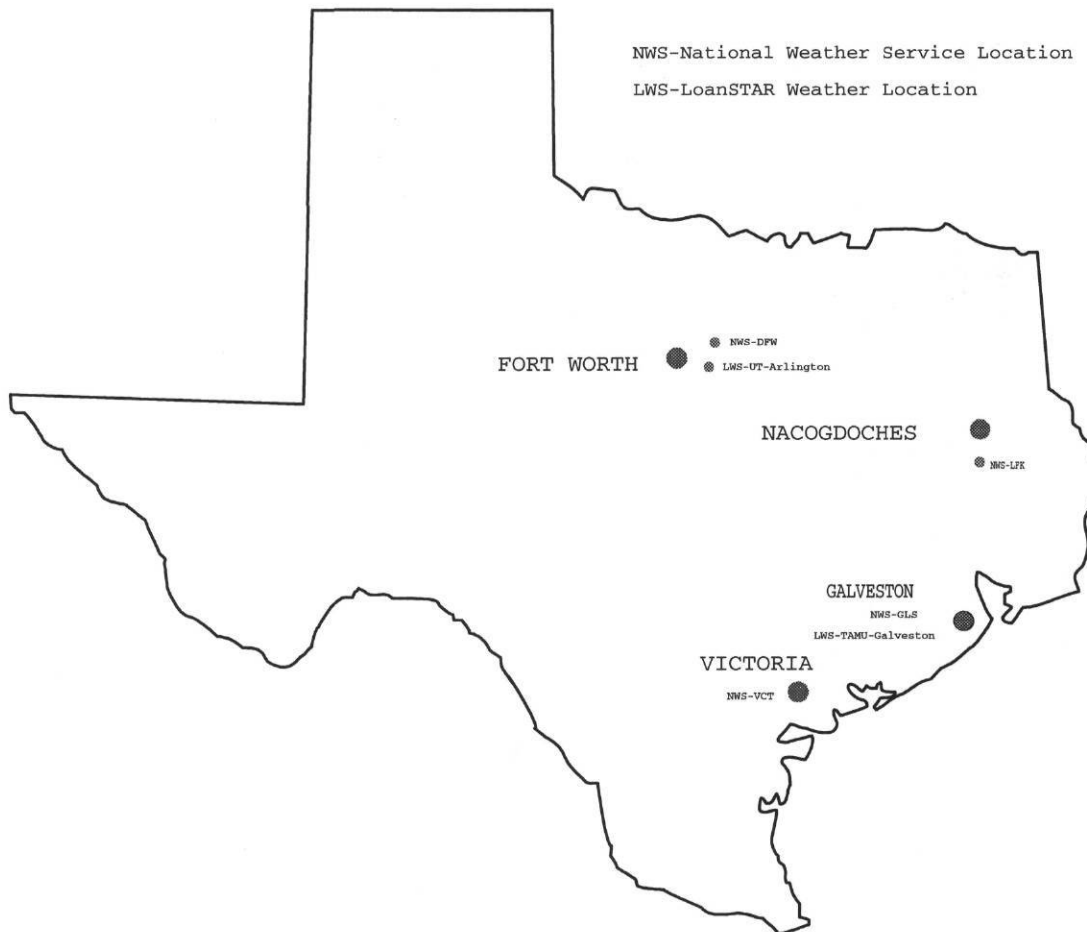 NWS-National Weather Service Location
LWS-LoanSTAR Weather Location
NWS-DFW
FORT WORTH
LWS-UT-Arlington
NACOGDOCHES
NWS-LFK
GALVESTON
NWS-GLS
LWS-TAMU-Galveston
VICTORIA
NWS-VCT